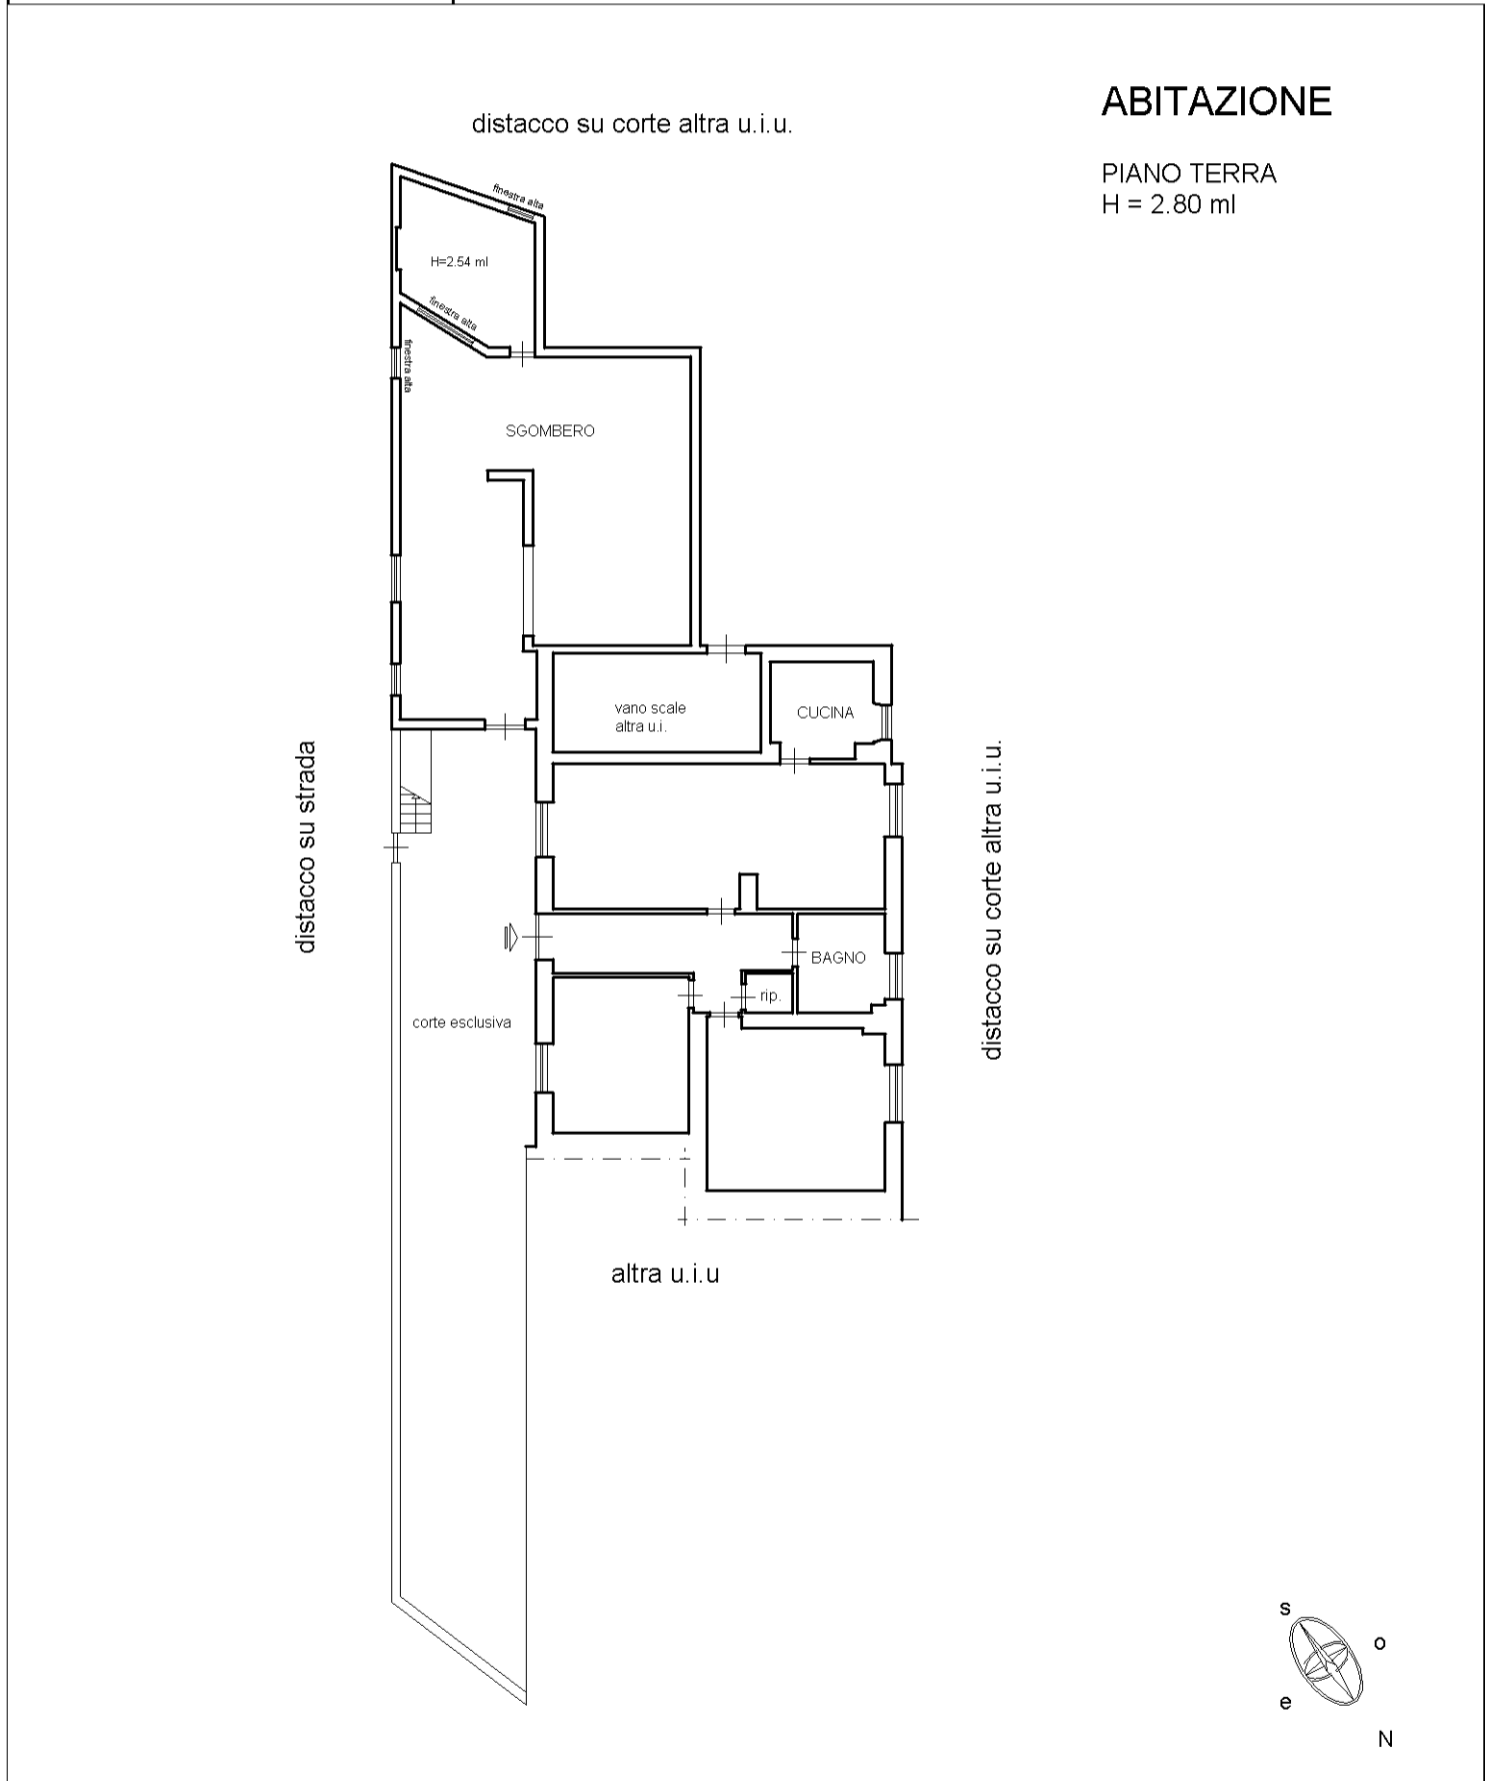 distacco su corte altra u.i.u.
ABITAZIONE
PIANO TERRA
H = 2.80 ml
finestra alta
H=2.54 ml
finestra alta
finestra alta
SGOMBERO
vano scale
altra u.i.
CUCINA
distacco su strada
distacco su corte altra u.i.u.
BAGNO
rip.
corte esclusiva
altra u.i.u
s
o
e
N